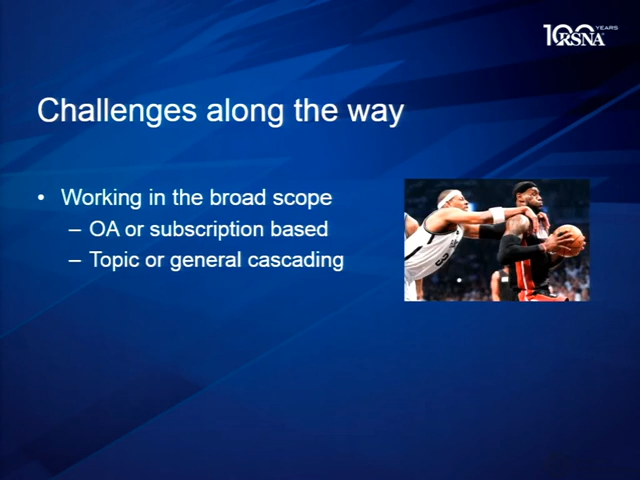 100 YEARS
RSNA
Challenges along the way
• Working in the broad scope
– OA or subscription based
– Topic or general cascading